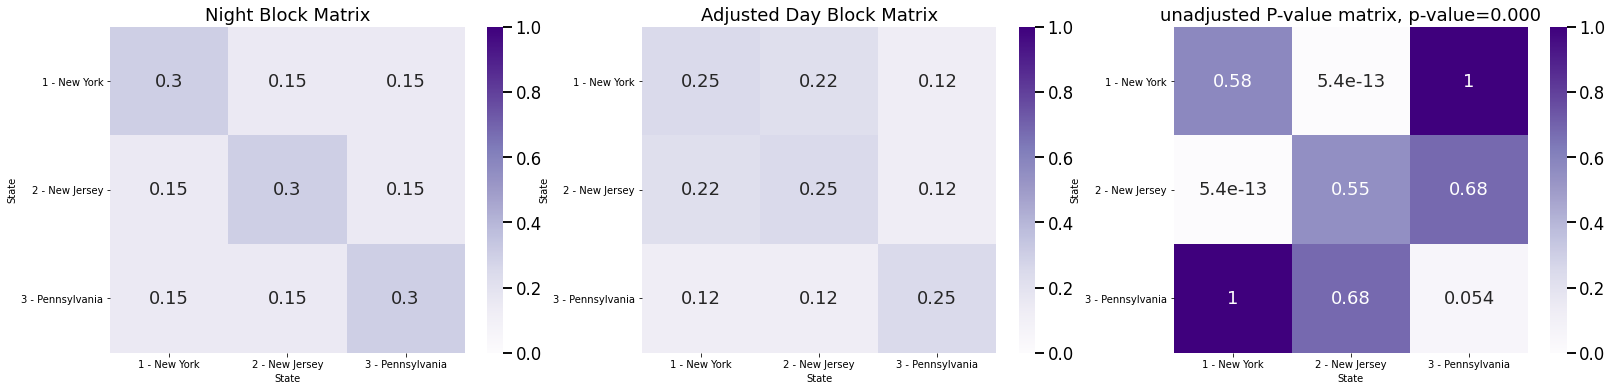 Night Block Matrix
1 - New York
2 - New Jersey
3 - Pennsylvania
State
0.3 0.15 0.15
0.15 0.3 0.15
0.15 0.15 0.3
1 - New York 2 - New Jersey 3 - Pennsylvania
State
1.0
0.8
0.6
0.4
0.2
0.0
Adjusted Day Block Matrix
1 - New York
2 - New Jersey
3 - Pennsylvania
State
0.25 0.22 0.12
0.22 0.25 0.12
0.12 0.12 0.25
1 - New York 2 - New Jersey 3 - Pennsylvania
State
1.0
0.8
0.6
0.4
0.2
0.0
unadjusted P-value matrix, p-value=0.000
1 - New York
2 - New Jersey
3 - Pennsylvania
State
0.58 5.4e-13 1
5.4e-13 0.55 0.68
1 0.68 0.054
1 - New York 2 - New Jersey 3 - Pennsylvania
State
1.0
0.8
0.6
0.4
0.2
0.0